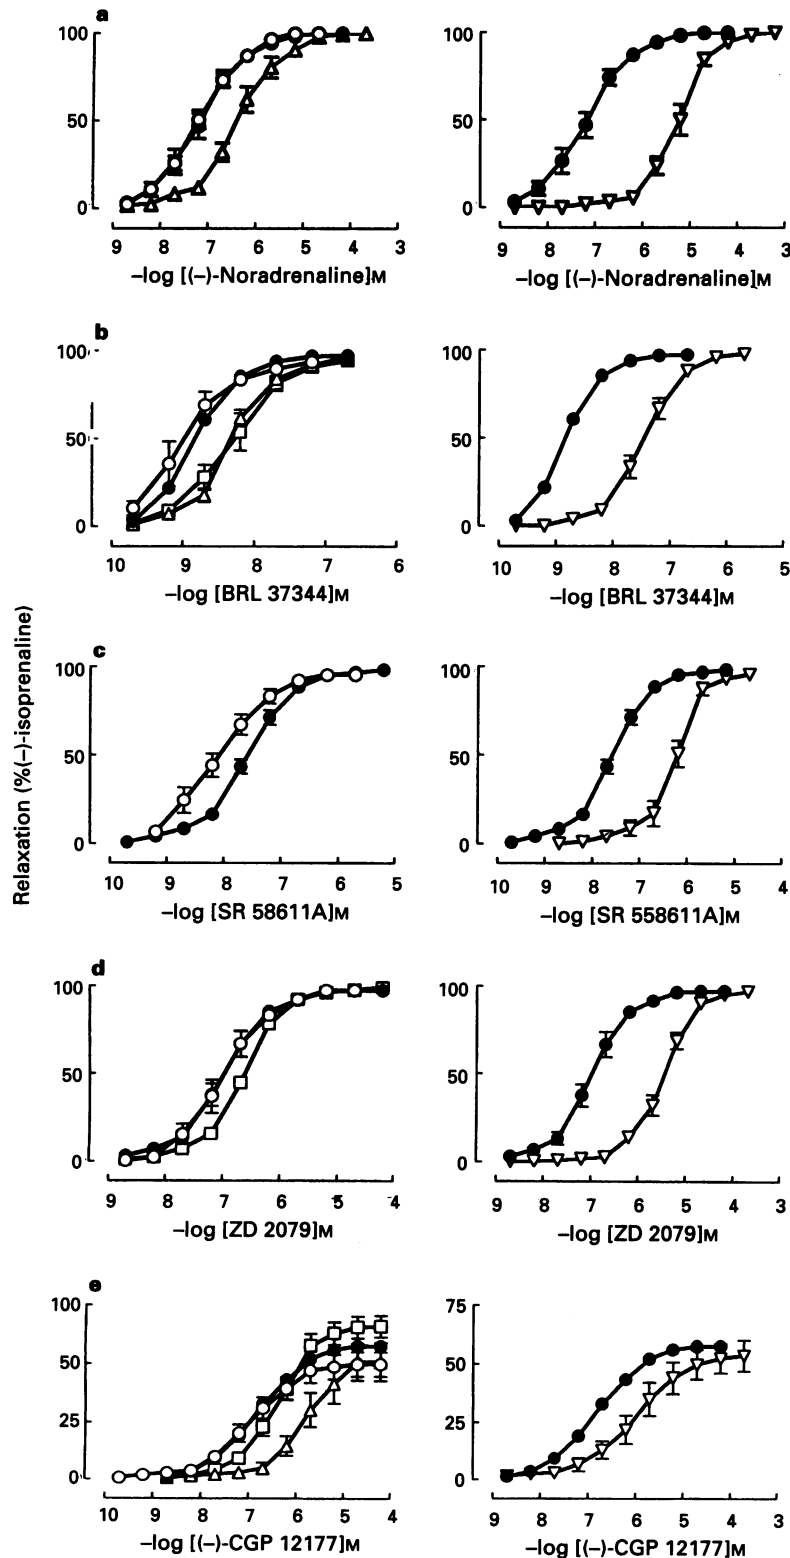 a
100
50
0
9 8 7 6 5 4 3
–log [(–)-Noradrenaline]M
100
50
0
9 8 7 6 5 4 3
–log [(–)-Noradrenaline]M
b
100
50
0
10 9 8 7 6
–log [BRL 37344]M
100
50
0
10 9 8 7 6 5
–log [BRL 37344]M
Relaxation (%(–)-isoprenaline)
c
100
50
0
10 9 8 7 6 5
–log [SR 58611A]M
100
50
0
10 9 8 7 6 5 4
–log [SR 558611A]M
d
100
50
0
9 8 7 6 5 4
–log [ZD 2079]M
100
50
0
9 8 7 6 5 4 3
–log [ZD 2079]M
e
100
50
25
0
10 9 8 7 6 5 4
–log [(–)-CGP 12177]M
75
50
25
0
9 8 7 6 5 4 3
–log [(–)-CGP 12177]M